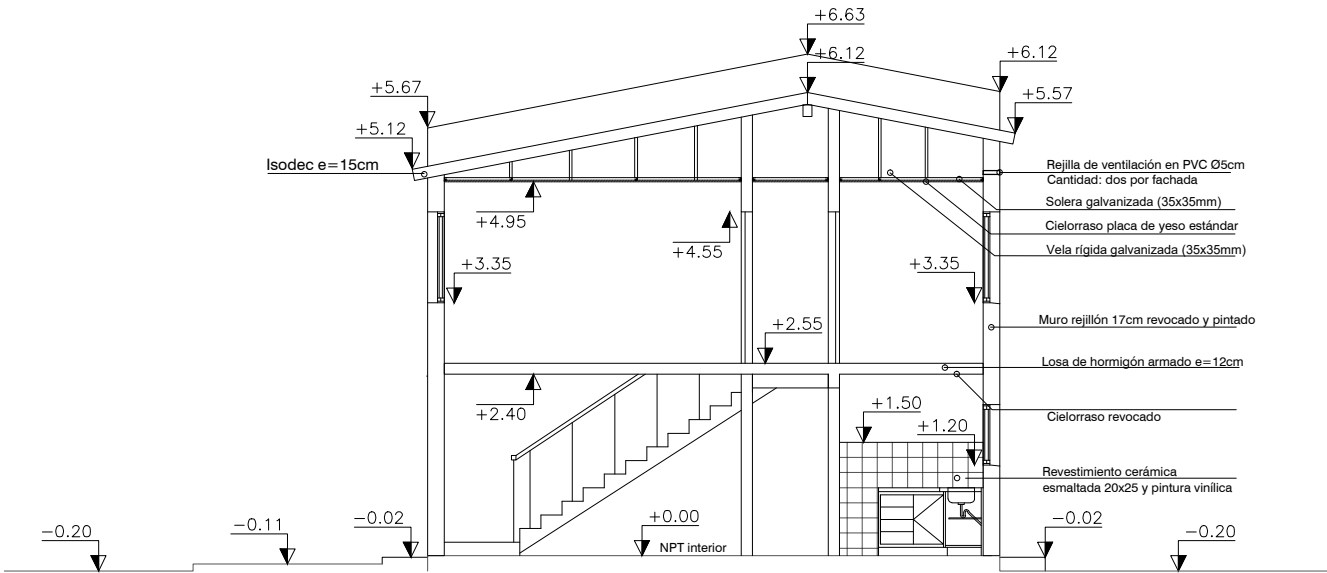 +6.63
+6.12
+6.12
+5.67
+5.57
+5.12
Isodec e=15cm
Rejilla de ventilación en PVC Ø5cm
Cantidad: dos por fachada
Solera galvanizada (35x35mm)
+4.95
+4.55
Cielorraso placa de yeso estándar
Vela rígida galvanizada (35x35mm)
+3.35
+3.35
Muro rejillón 17cm revocado y pintado
+2.55
Losa de hormigón armado e=12cm
+2.40
+1.50
Cielorraso revocado
+1.20
Revestimiento cerámica
esmaltada 20x25 y pintura vinílica
−0.20
−0.11
−0.02
+0.00
NPT interior
−0.02
−0.20